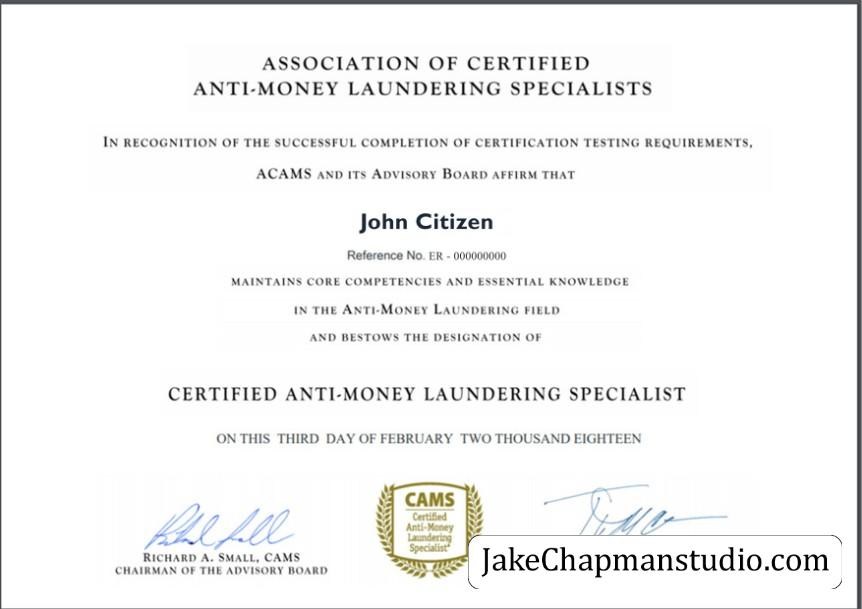 ASSOCIATION OF CERTIFIED
ANTI-MONEY LAUNDERING SPECIALISTS
IN RECOGNITION OF THE SUCCESSFUL COMPLETION OF CERTIFICATION TESTING REQUIREMENTS,
ACAMS AND ITS ADVISORY BOARD AFFIRM THAT
John Citizen
Reference No. ER - 000000000
MAINTAINS CORE COMPETENCIES AND ESSENTIAL KNOWLEDGE
IN THE ANTI-MONEY LAUNDERING FIELD
AND BESTOWS THE DESIGNATION OF
CERTIFIED ANTI-MONEY LAUNDERING SPECIALIST
ON THIS THIRD DAY OF FEBRUARY TWO THOUSAND EIGHTEEN
RICHARD A. SMALL, CAMS
CHAIRMAN OF THE ADVISORY BOARD
CAMS
Certified
Anti-Money
Laundering
Specialist
JakeChapmanstudio.com